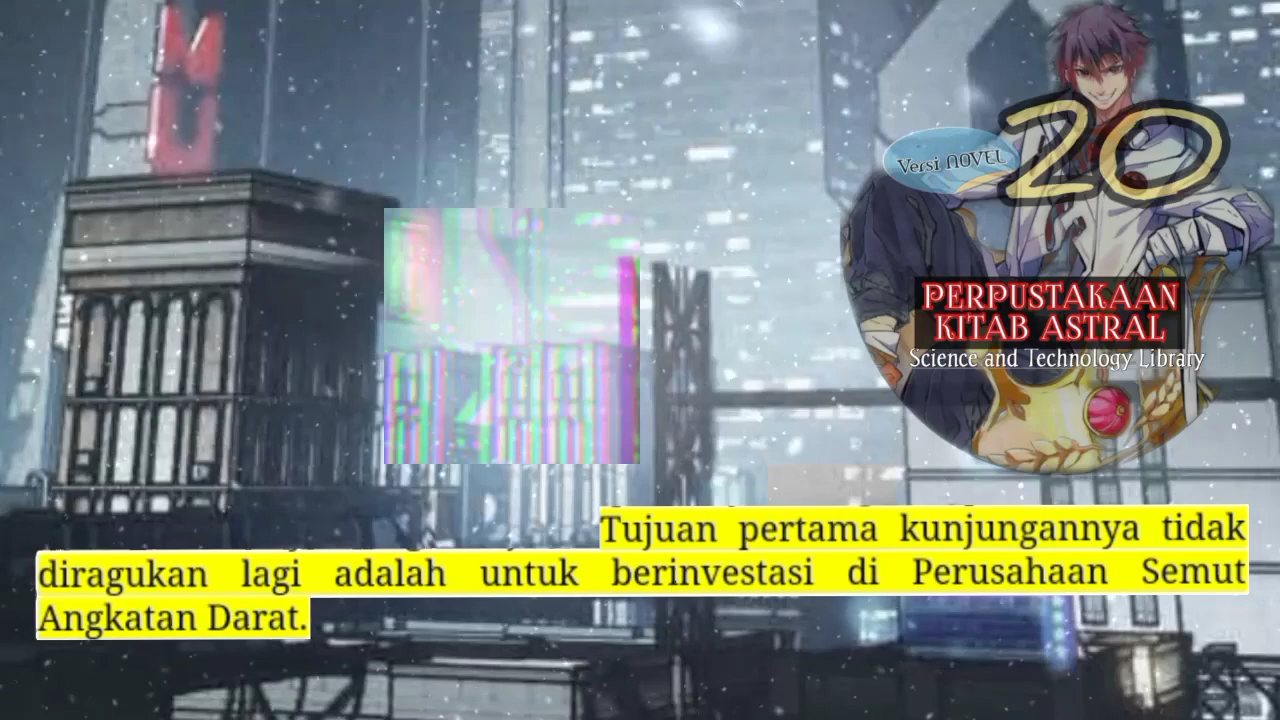 MU
20
Versi NOVEL
PERPUSTAKAAN
KITAB ASTRAL
Science and Technology Library
Tujuan pertama kunjungannya tidak
diragukan lagi adalah untuk berinvestasi di Perusahaan Semut
Angkatan Darat.